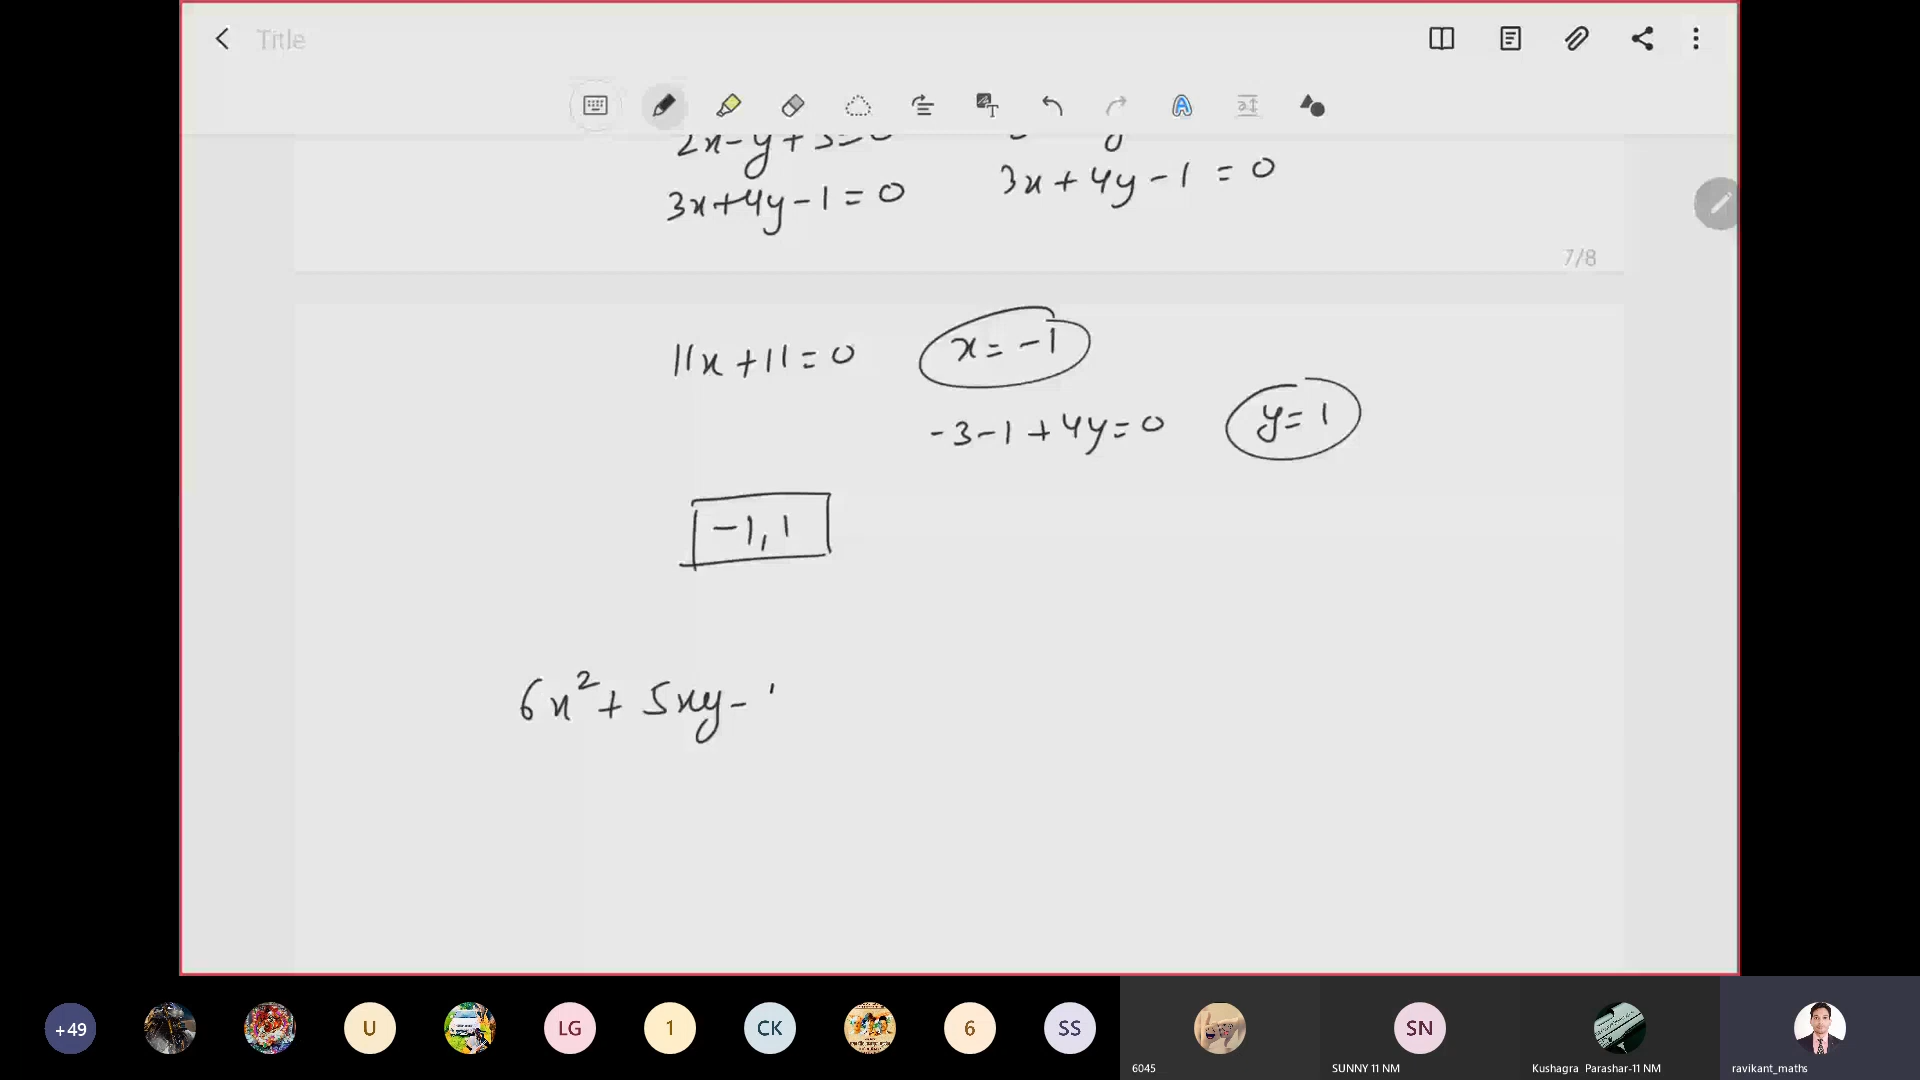 Title
3x+4y-1=0 3x+4y-1=0
7/8
11x+11=0 x=-1
-3-1+4y=0 y=1
-1,1
6x²+5xy-
+49 U LG 1 CK 6 SS SN
6045 SUNNY 11 NM Kushagra Parashar-11 NM ravikant_maths